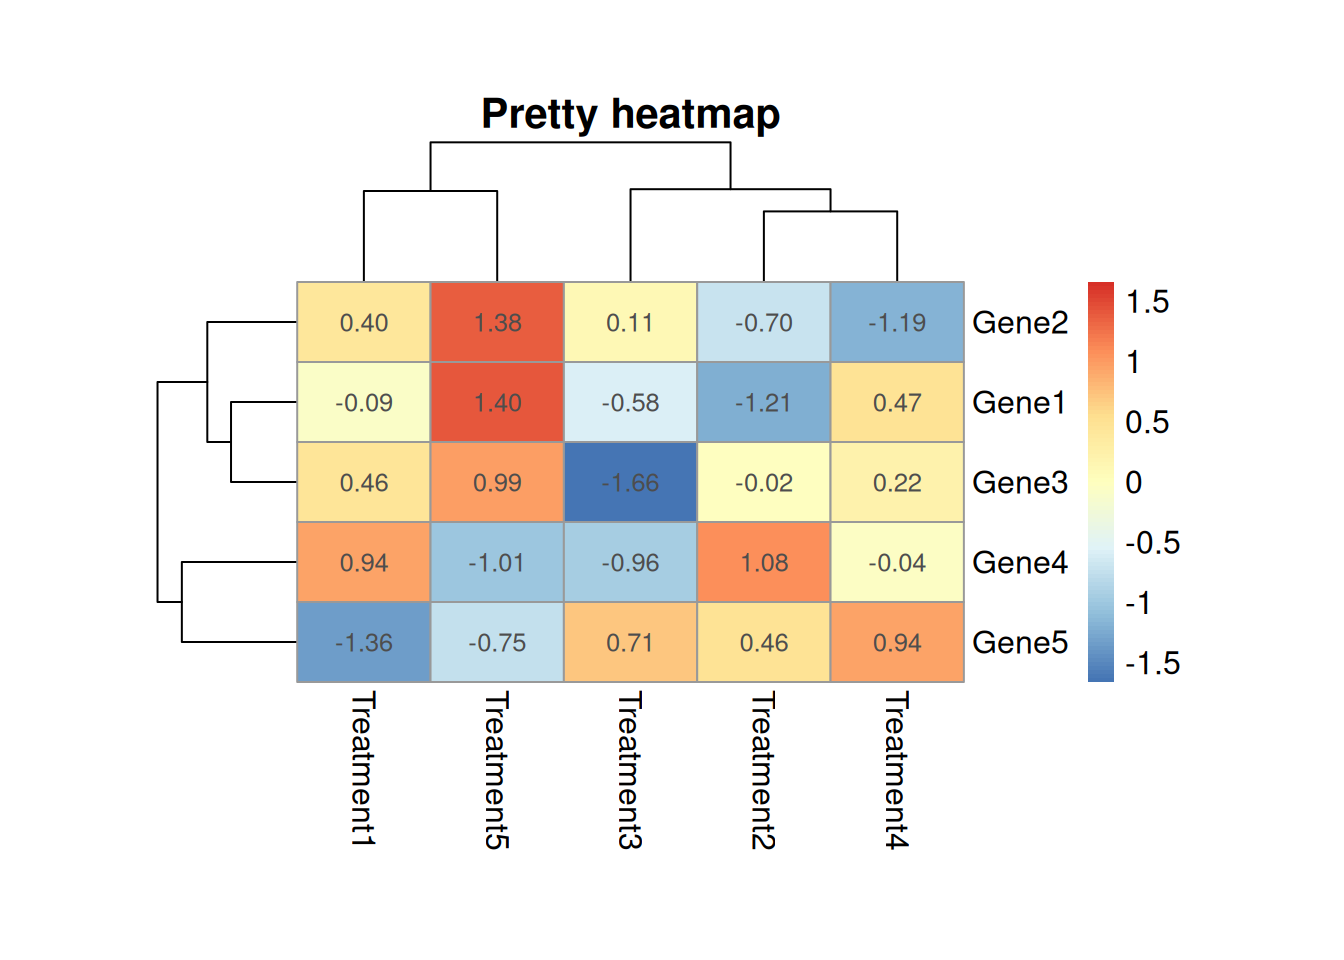 Pretty heatmap
0.40 1.38 0.11 -0.70 -1.19 Gene2
-0.09 1.40 -0.58 -1.21 0.47 Gene1
0.46 0.99 -1.66 -0.02 0.22 Gene3
0.94 -1.01 -0.96 1.08 -0.04 Gene4
-1.36 -0.75 0.71 0.46 0.94 Gene5
Treatment1
Treatment5
Treatment3
Treatment2
Treatment4
1.5
1
0.5
0
-0.5
-1
-1.5